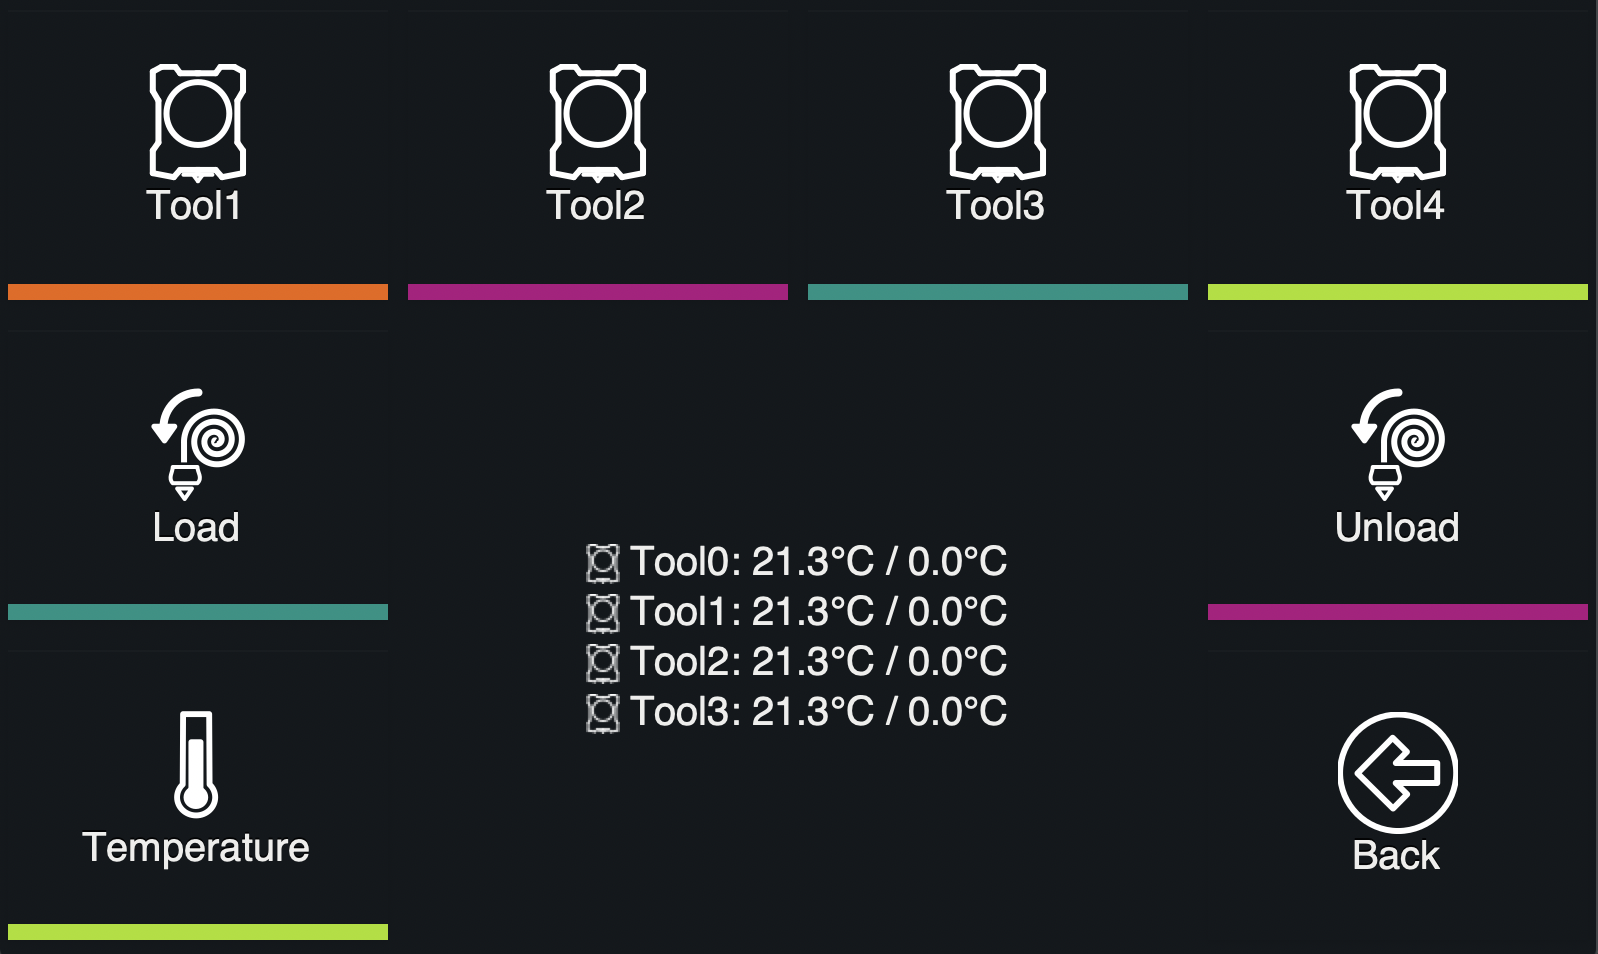 Tool1
Tool2
Tool3
Tool4
Load
Unload
Tool0: 21.3°C / 0.0°C
Tool1: 21.3°C / 0.0°C
Tool2: 21.3°C / 0.0°C
Tool3: 21.3°C / 0.0°C
Temperature
Back